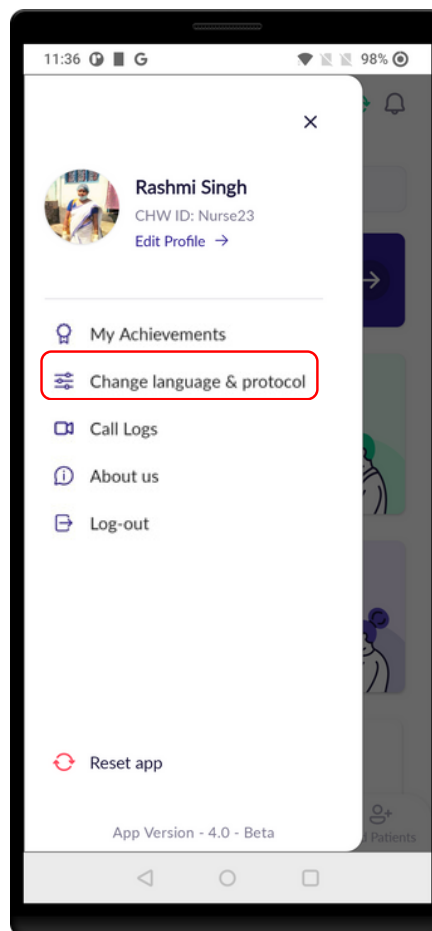 11:36 G 98%
Rashmi Singh
CHW ID: Nurse23
Edit Profile →
My Achievements
Change language & protocol
Call Logs
About us
Log-out
Reset app
App Version - 4.0 - Beta
Patients